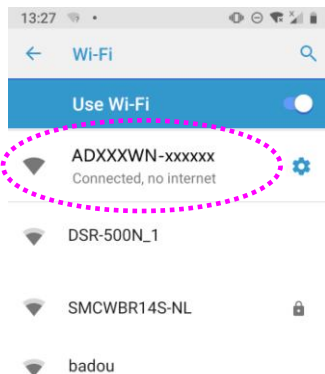 13:27
Wi-Fi
Use Wi-Fi
ADXXXWN-xxxxxx
Connected, no internet
DSR-500N_1
SMCWBR14S-NL
badou